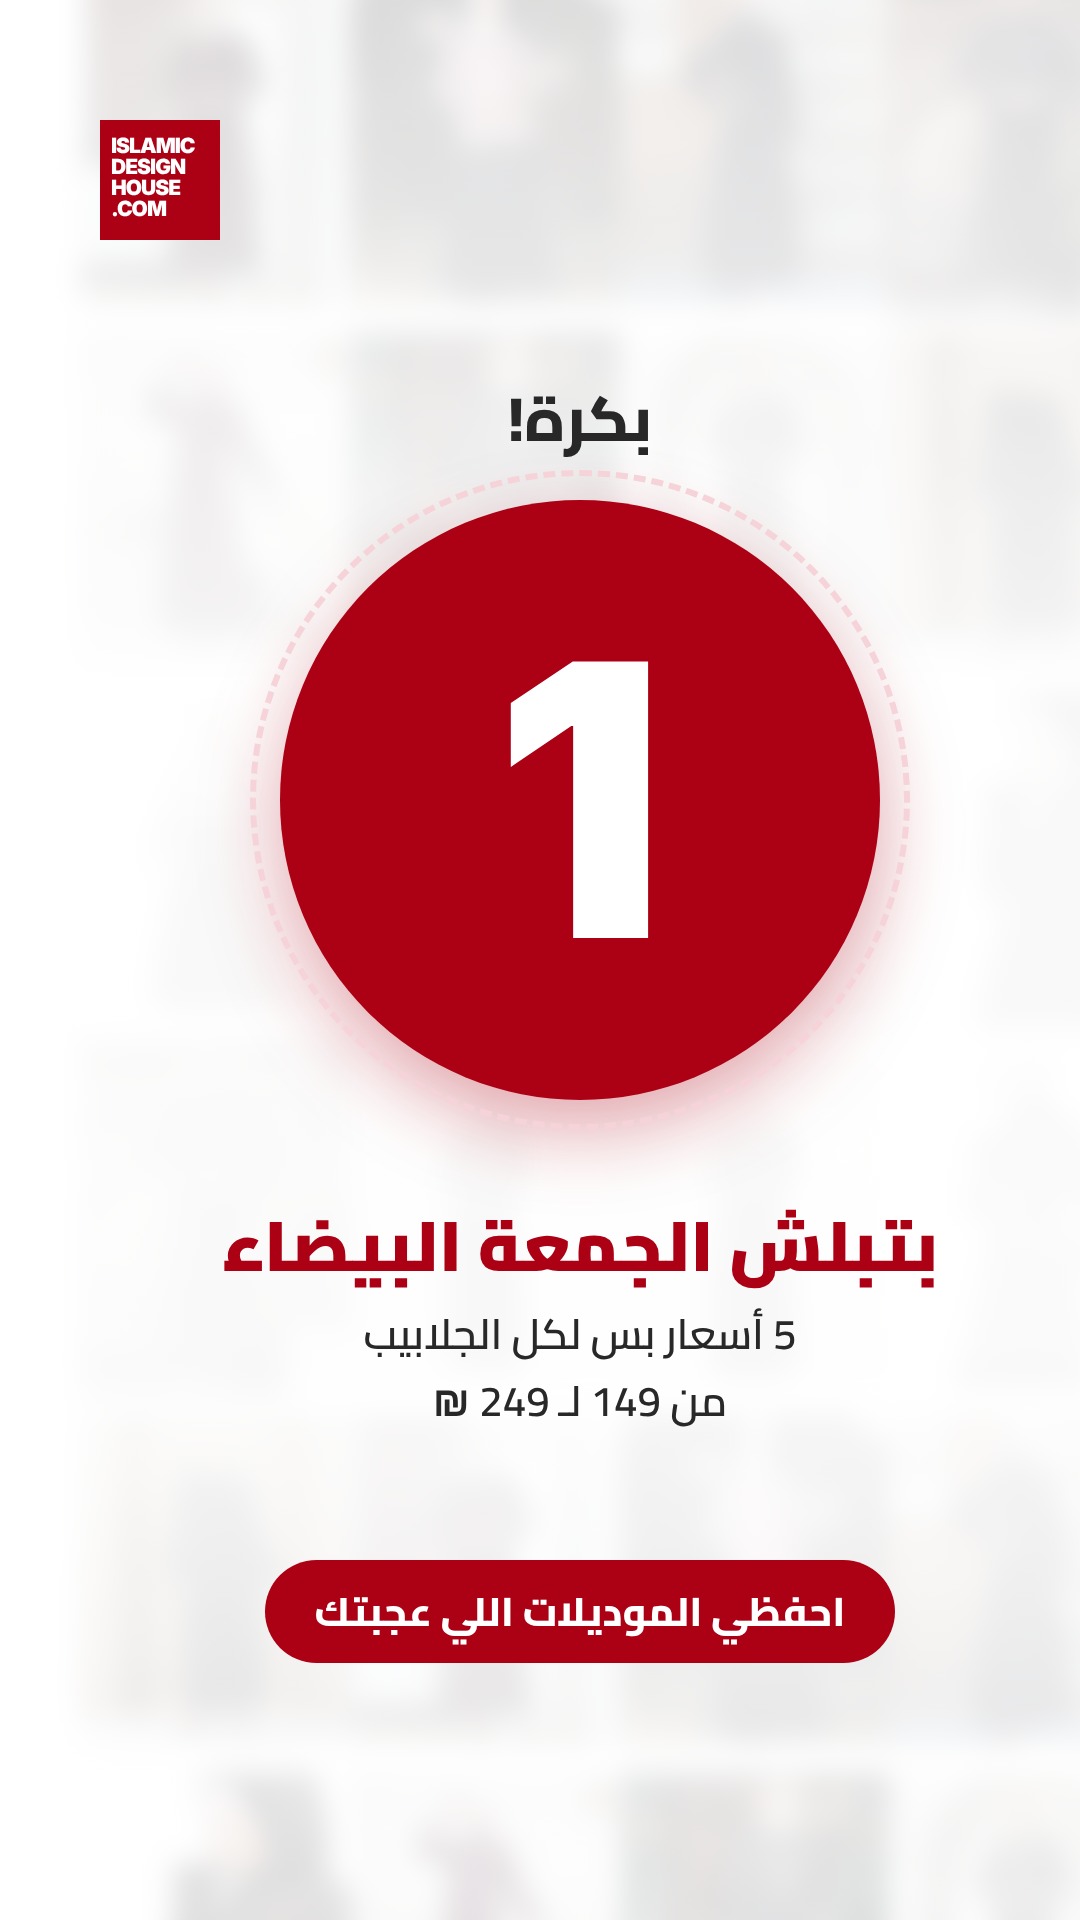 ISLAMIC
DESIGN
HOUSE
.COM
بكرة!
1
بتبلش الجمعة البيضاء
5 أسعار بس لكل الجلابيب
من 149 لـ 249 ₪
احفظي الموديلات اللي عجبتك